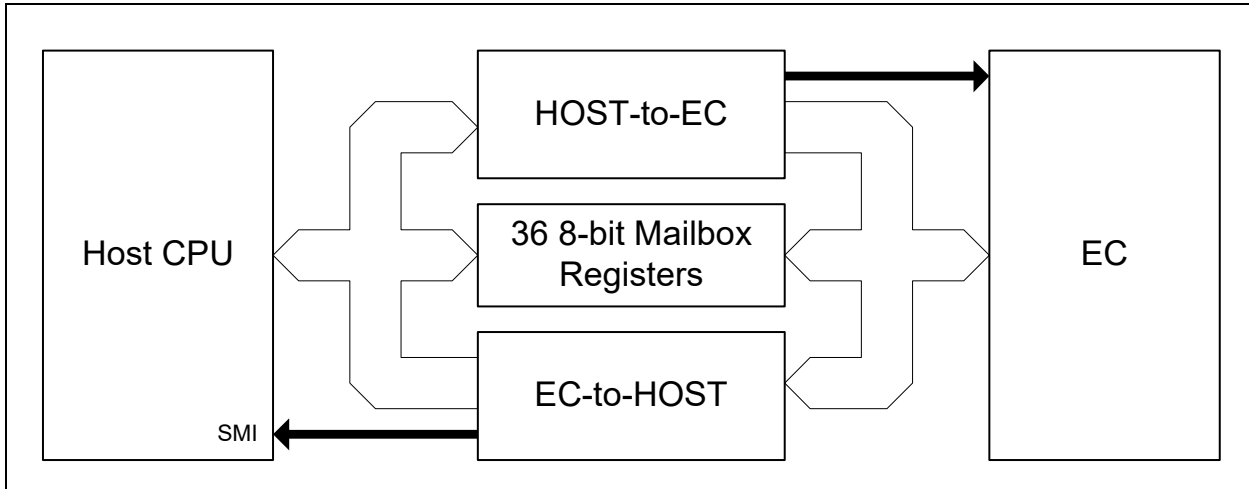 HOST-to-EC
Host CPU
36 8-bit Mailbox
Registers
EC
EC-to-HOST
SMI